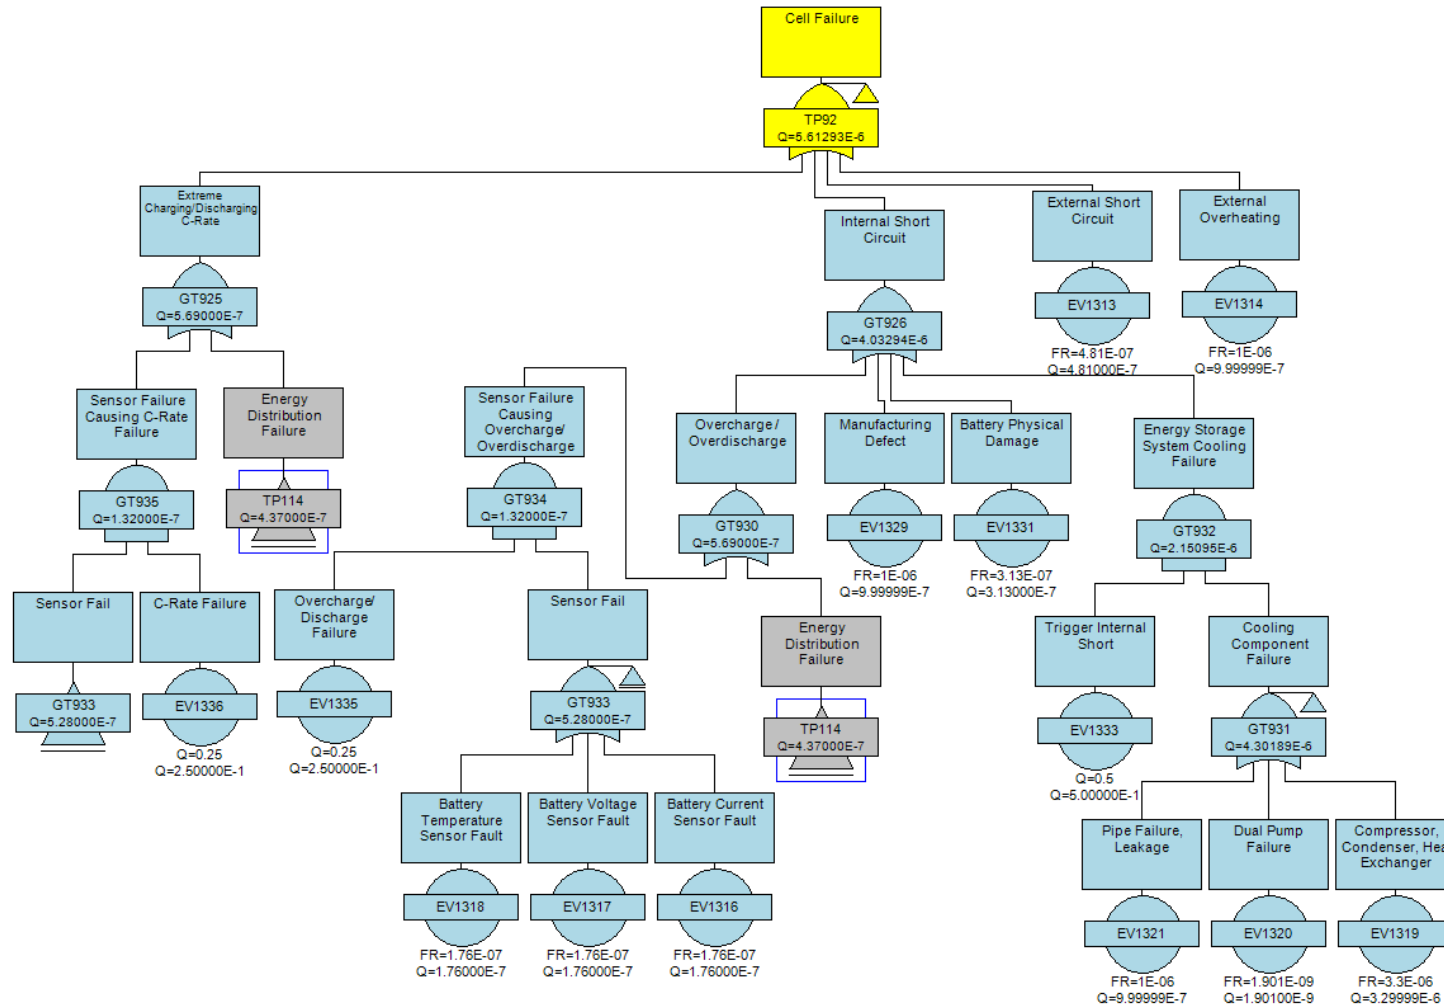 Cell Failure
TP92
Q=5.61293E-6
Extreme
Charging/Discharging
C-Rate
GT925
Q=5.69000E-7
Internal Short
Circuit
GT926
Q=4.03294E-6
External Short
Circuit
EV1313
FR=4.81E-07
Q=4.81000E-7
External
Overheating
EV1314
FR=1E-06
Q=9.99999E-7
Sensor Failure
Causing C-Rate
Failure
GT935
Q=1.32000E-7
Energy
Distribution
Failure
TP114
Q=4.37000E-7
Sensor Failure
Causing
Overcharge/
Overdischarge
GT934
Q=1.32000E-7
Overcharge /
Overdischarge
GT930
Q=5.69000E-7
Manufacturing
Defect
EV1329
FR=1E-06
Q=9.99999E-7
Battery Physical
Damage
EV1331
FR=3.13E-07
Q=3.13000E-7
Energy Storage
System Cooling
Failure
GT932
Q=2.15095E-6
Sensor Fail
GT933
Q=5.28000E-7
C-Rate Failure
EV1336
Q=0.25
Q=2.50000E-1
Overcharge/
Discharge
Failure
EV1335
Q=0.25
Q=2.50000E-1
Sensor Fail
GT933
Q=5.28000E-7
Energy
Distribution
Failure
TP114
Q=4.37000E-7
Trigger Internal
Short
EV1333
Q=0.5
Q=5.00000E-1
Cooling
Component
Failure
GT931
Q=4.30189E-6
Battery
Temperature
Sensor Fault
EV1318
FR=1.76E-07
Q=1.76000E-7
Battery Voltage
Sensor Fault
EV1317
FR=1.76E-07
Q=1.76000E-7
Battery Current
Sensor Fault
EV1316
FR=1.76E-07
Q=1.76000E-7
Pipe Failure,
Leakage
EV1321
FR=1E-06
Q=9.99999E-7
Dual Pump
Failure
EV1320
FR=1.901E-09
Q=1.90100E-9
Compressor,
Condenser, Hea
Exchanger
EV1319
FR=3.3E-06
Q=3.29999E-6